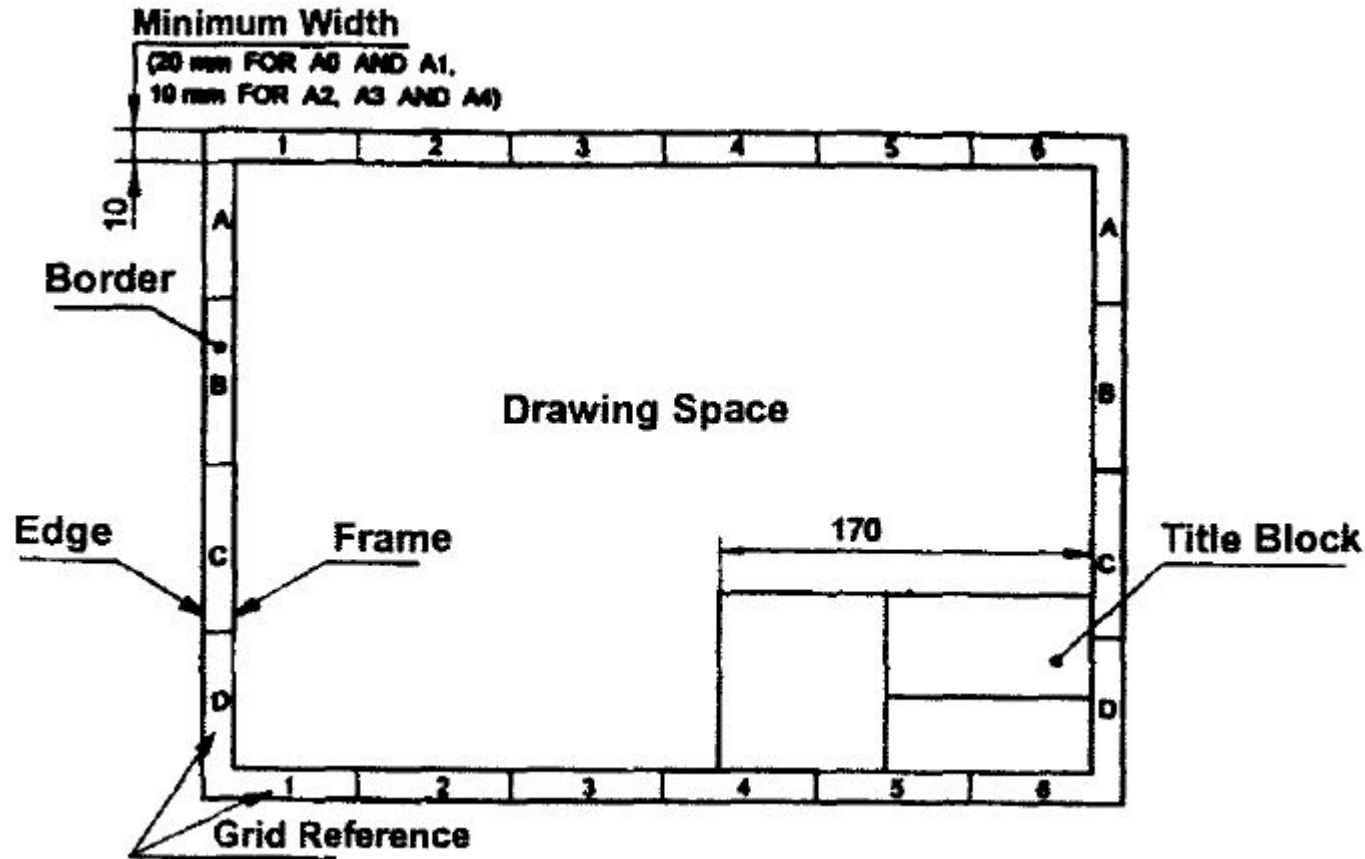 Minimum Width
(20 mm FOR A0 AND A1,
10 mm FOR A2, A3 AND A4)
1 2 3 4 5 6
10
A A
Border
B B
Drawing Space
Edge Frame 170 Title Block
C C
D D
1 2 3 4 5 6
Grid Reference